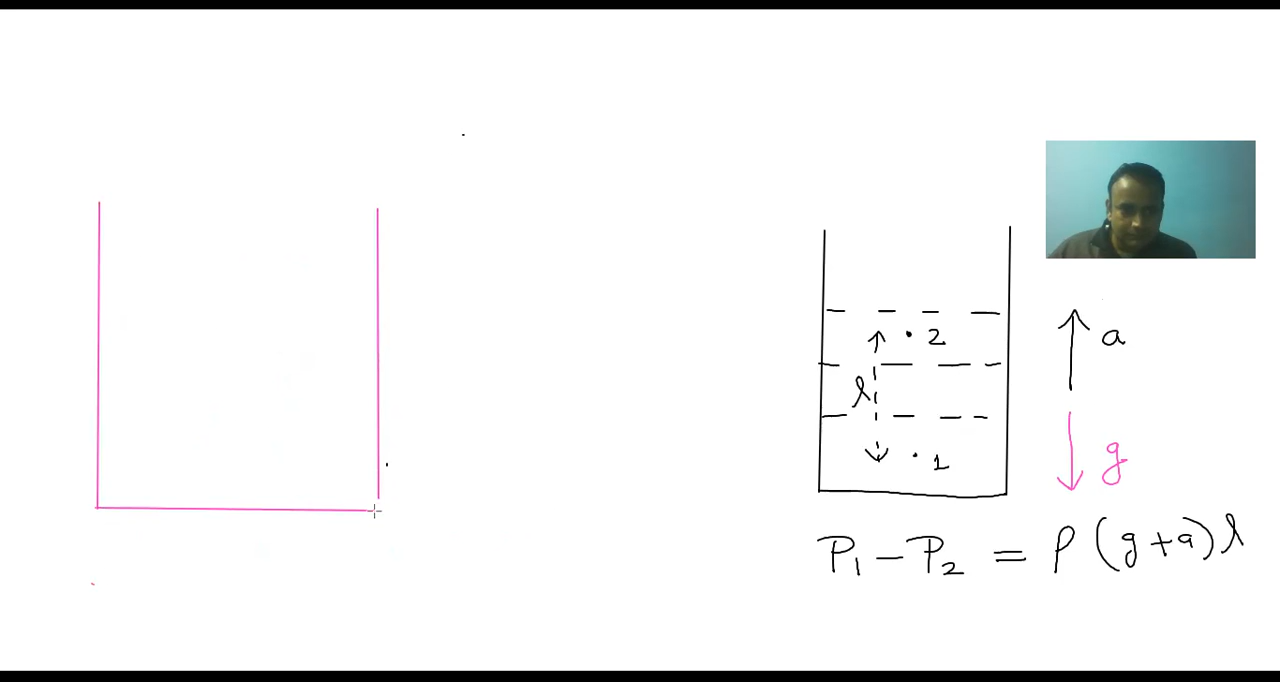 2
a
l
1
g
P₁ - P₂ = ρ (g+a) l